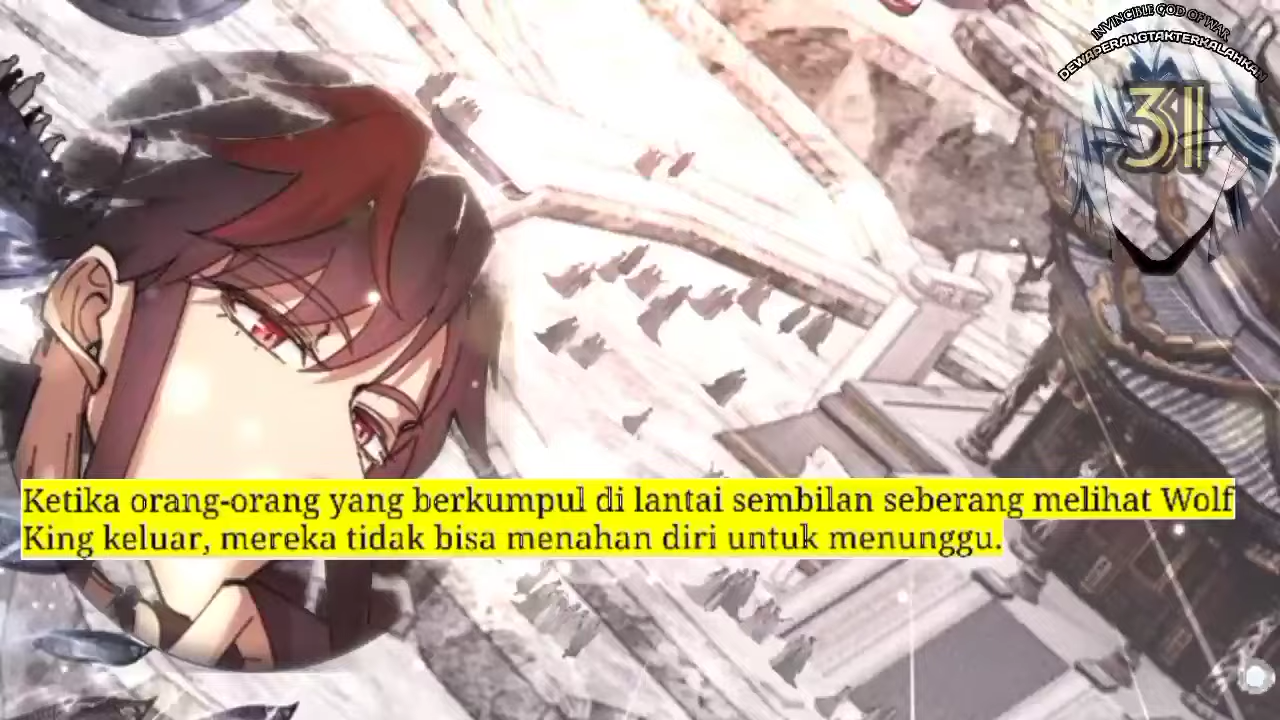 INVINCIBLE GOD OF WAR
DEWAPERANGTAKTERKALAHKAN
31
Ketika orang-orang yang berkumpul di lantai sembilan seberang melihat Wolf
King keluar, mereka tidak bisa menahan diri untuk menunggu.